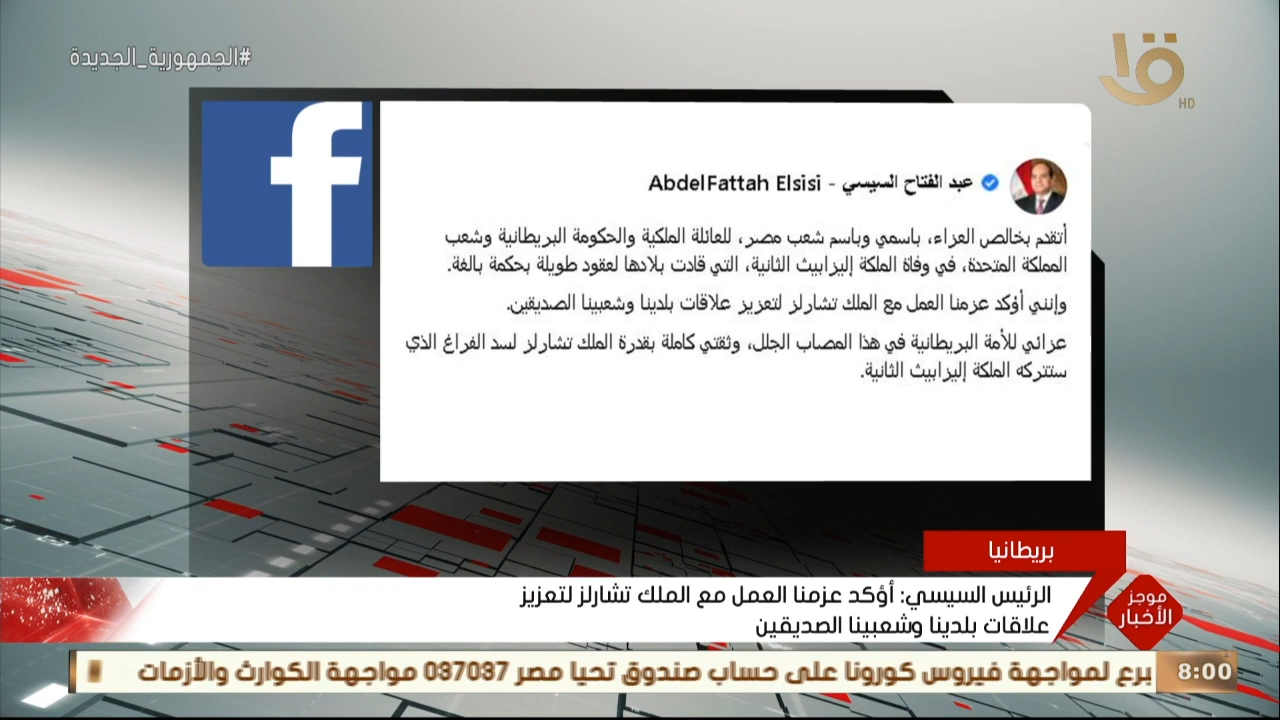 #الجمهورية_الجديدة
HD
عبد الفتاح السيسي - AbdelFattah Elsisi
أتقدم بخالص العزاء، باسمي وباسم شعب مصر، للعائلة الملكية والحكومة البريطانية وشعب
المملكة المتحدة، في وفاة الملكة إليزابيث الثانية، التي قادت بلادها لعقود طويلة بحكمة بالغة.
وإنني أؤكد عزمنا العمل مع الملك تشارلز لتعزيز علاقات بلدينا وشعبينا الصديقين.
عزائي للأمة البريطانية في هذا المصاب الجلل، وثقتي كاملة بقدرة الملك تشارلز لسد الفراغ الذي
ستتركه الملكة إليزابيث الثانية.
بريطانيا
موجز
الأخبار
الرئيس السيسي: أؤكد عزمنا العمل مع الملك تشارلز لتعزيز
علاقات بلدينا وشعبينا الصديقين
8:00
برع لمواجهة فيروس كورونا على حساب صندوق تحيا مصر 037037 مواجهة الكوارث والأزمات